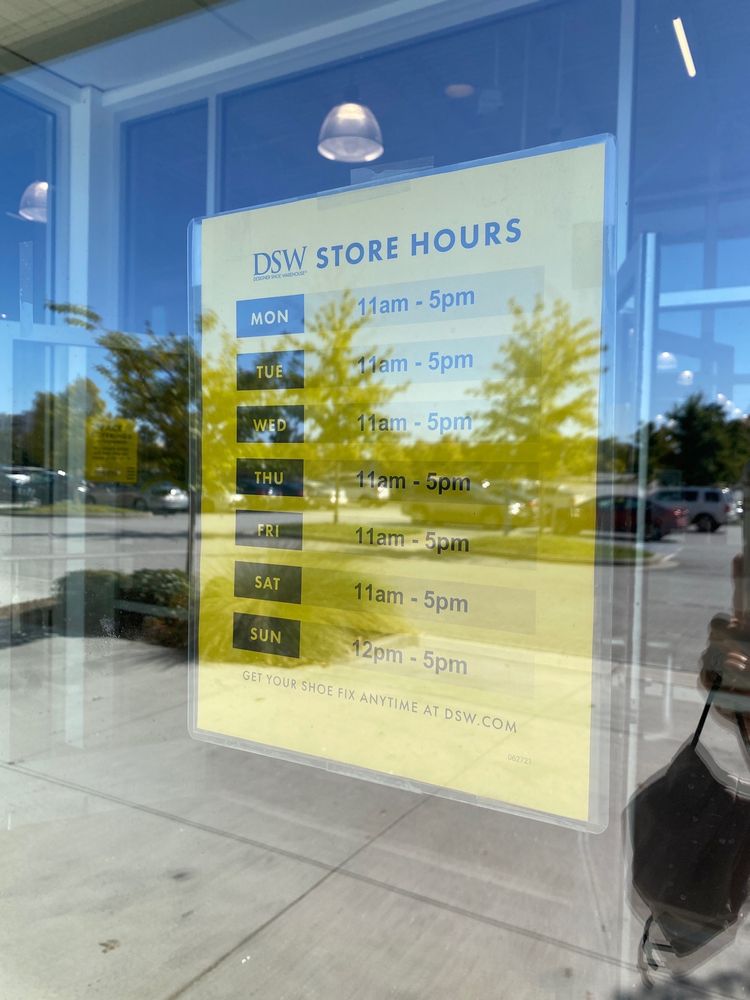 DSW STORE HOURS
DESIGNER SHOE WAREHOUSE
MON 11am - 5pm
TUE 11am - 5pm
WED 11am - 5pm
THU 11am - 5pm
FRI 11am - 5pm
SAT 11am - 5pm
SUN 12pm - 5pm
GET YOUR SHOE FIX ANYTIME AT DSW.COM
062721